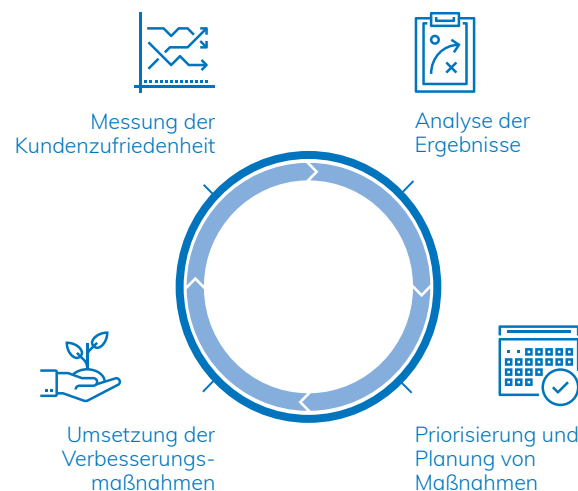 Messung der
Kundenzufriedenheit
Analyse der
Ergebnisse
Umsetzung der
Verbesserungs-
maßnahmen
Priorisierung und
Planung von
Maßnahmen